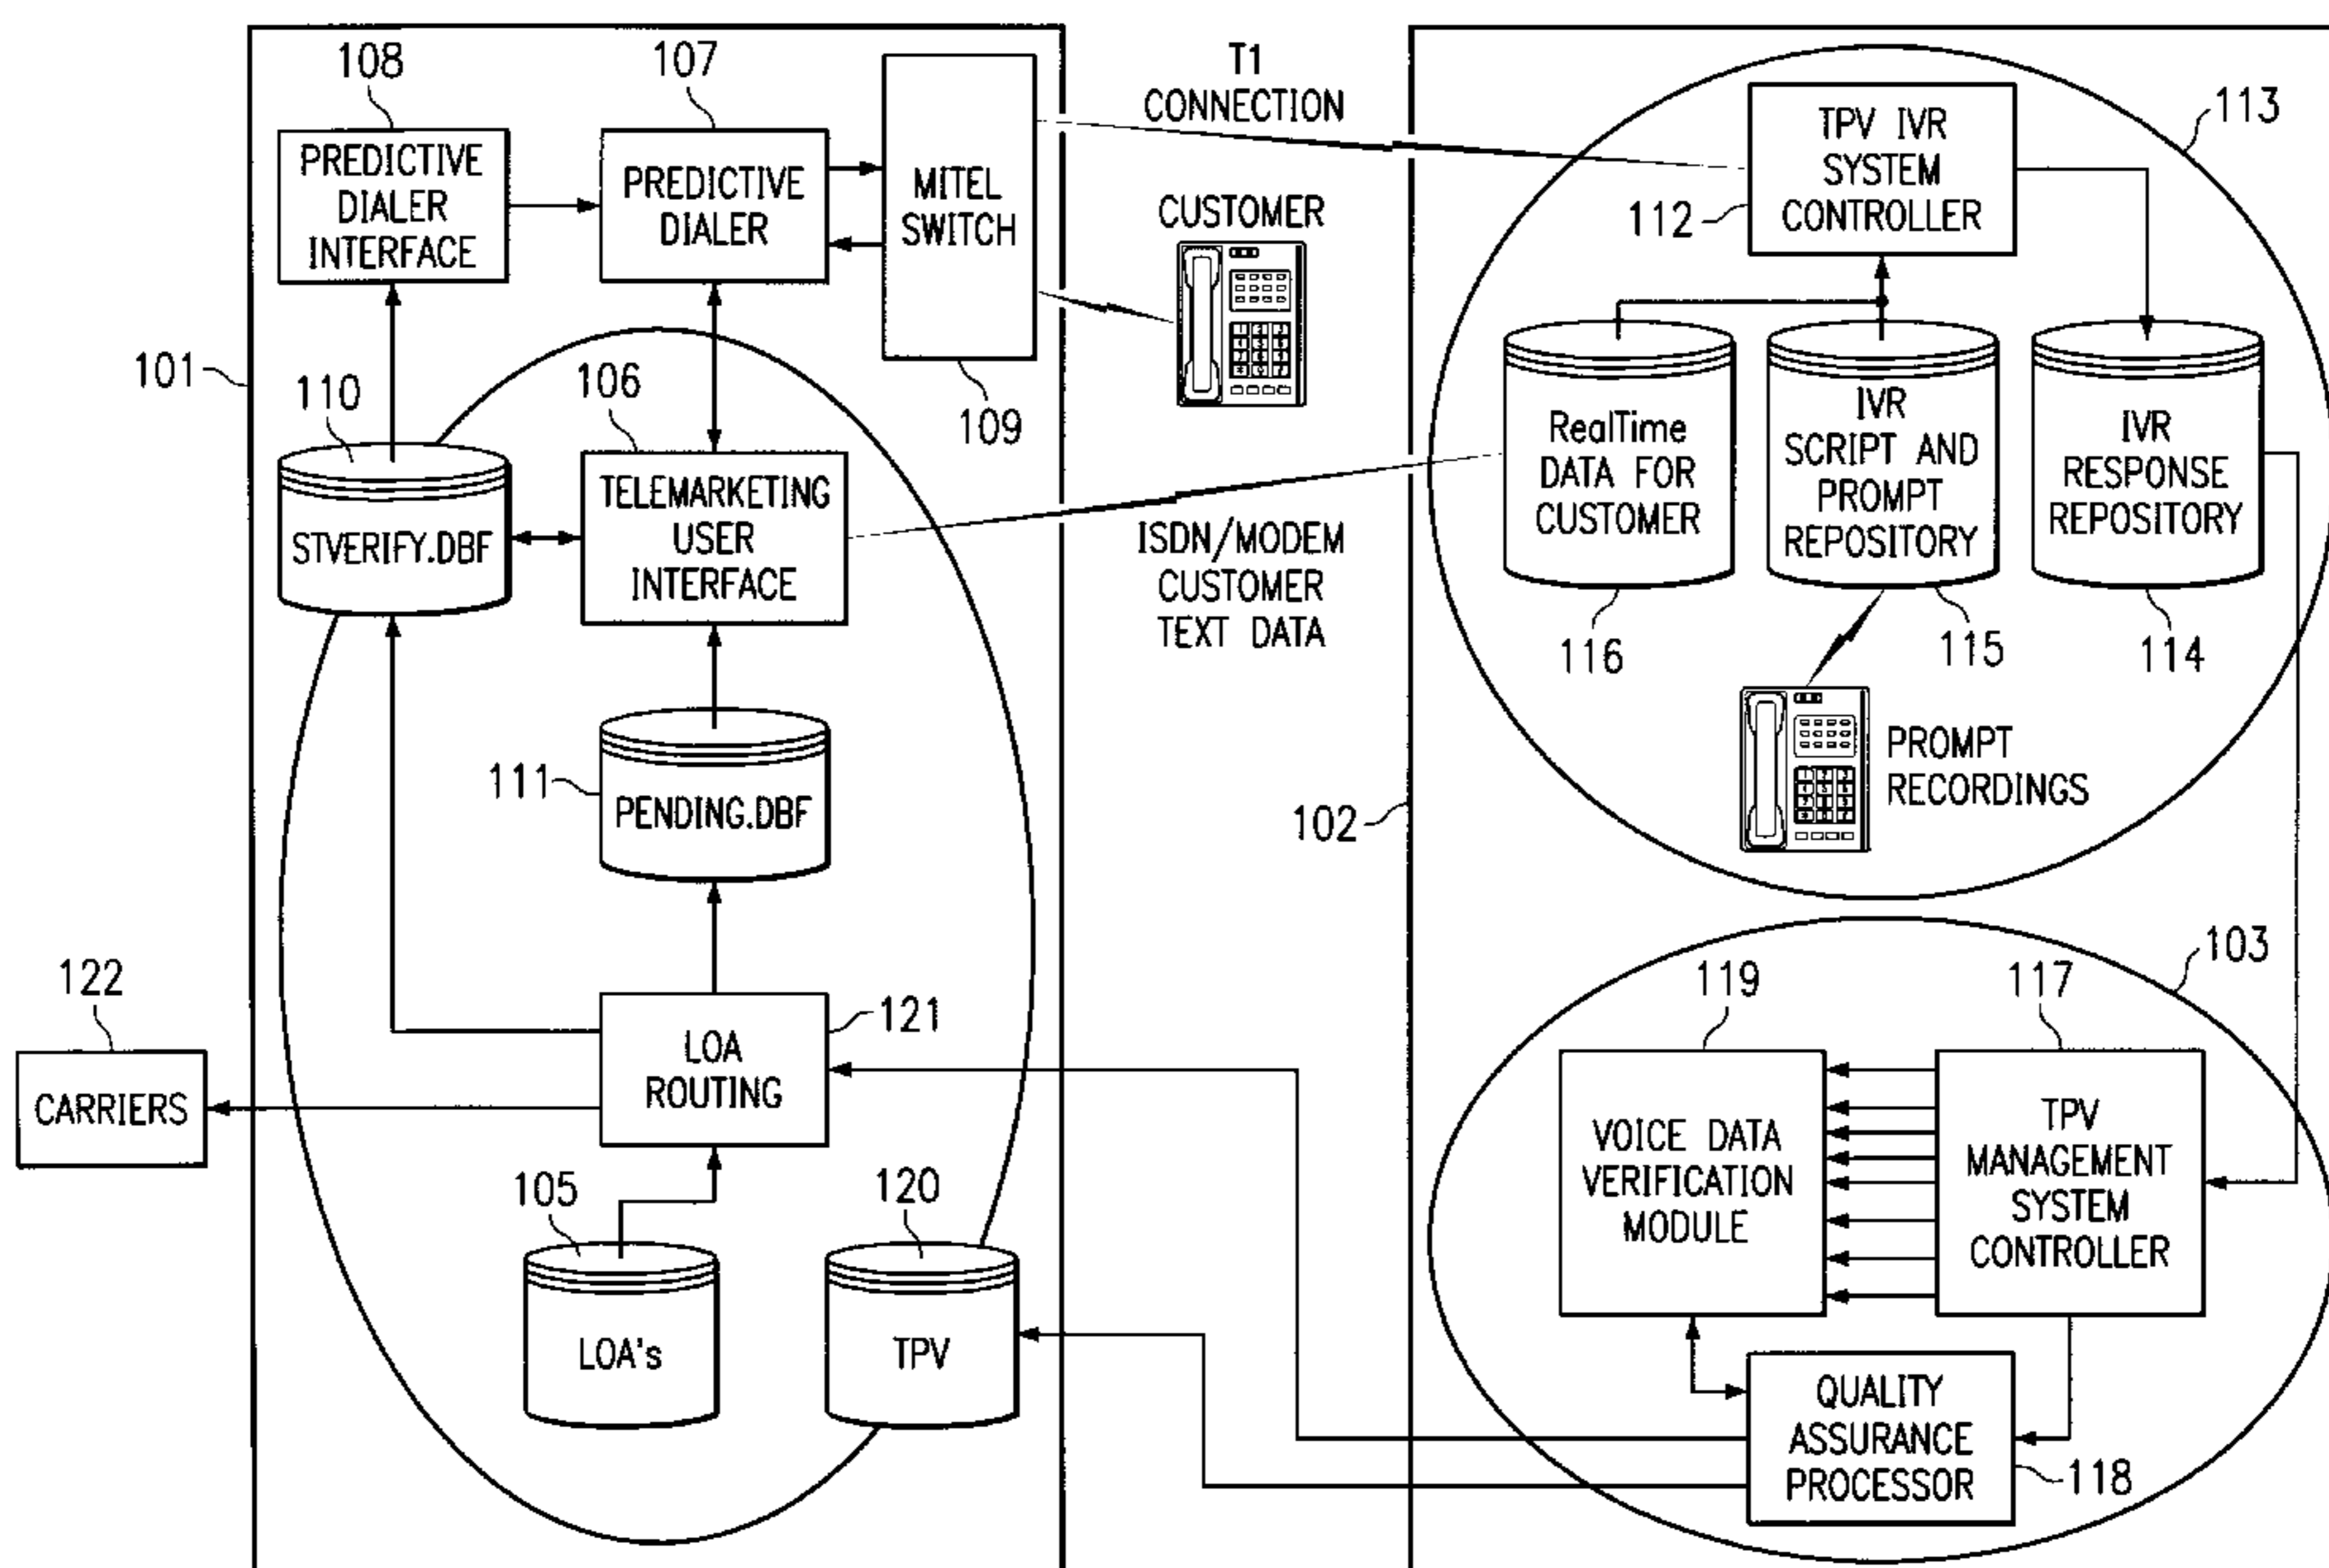 108
107
T1
CONNECTION
113
PREDICTIVE
DIALER
INTERFACE
PREDICTIVE
DIALER
MITEL
SWITCH
CUSTOMER
TPV IVR
SYSTEM
CONTROLLER
112
101
110
106
109
STVERIFY.DBF
TELEMARKETING
USER
INTERFACE
ISDN/MODEM
CUSTOMER
TEXT DATA
RealTime
DATA FOR
CUSTOMER
IVR
SCRIPT AND
PROMPT
REPOSITORY
IVR
RESPONSE
REPOSITORY
116
115
114
111
PENDING.DBF
102
PROMPT
RECORDINGS
122
CARRIERS
121
LOA
ROUTING
105
120
LOA's
TPV
103
119
117
VOICE DATA
VERIFICATION
MODULE
TPV
MANAGEMENT
SYSTEM
CONTROLLER
QUALITY
ASSURANCE
PROCESSOR
118